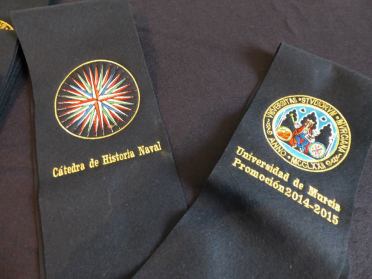 Cátedra de Historia Naval
Universidad de Murcia
Promoción 2014-2015